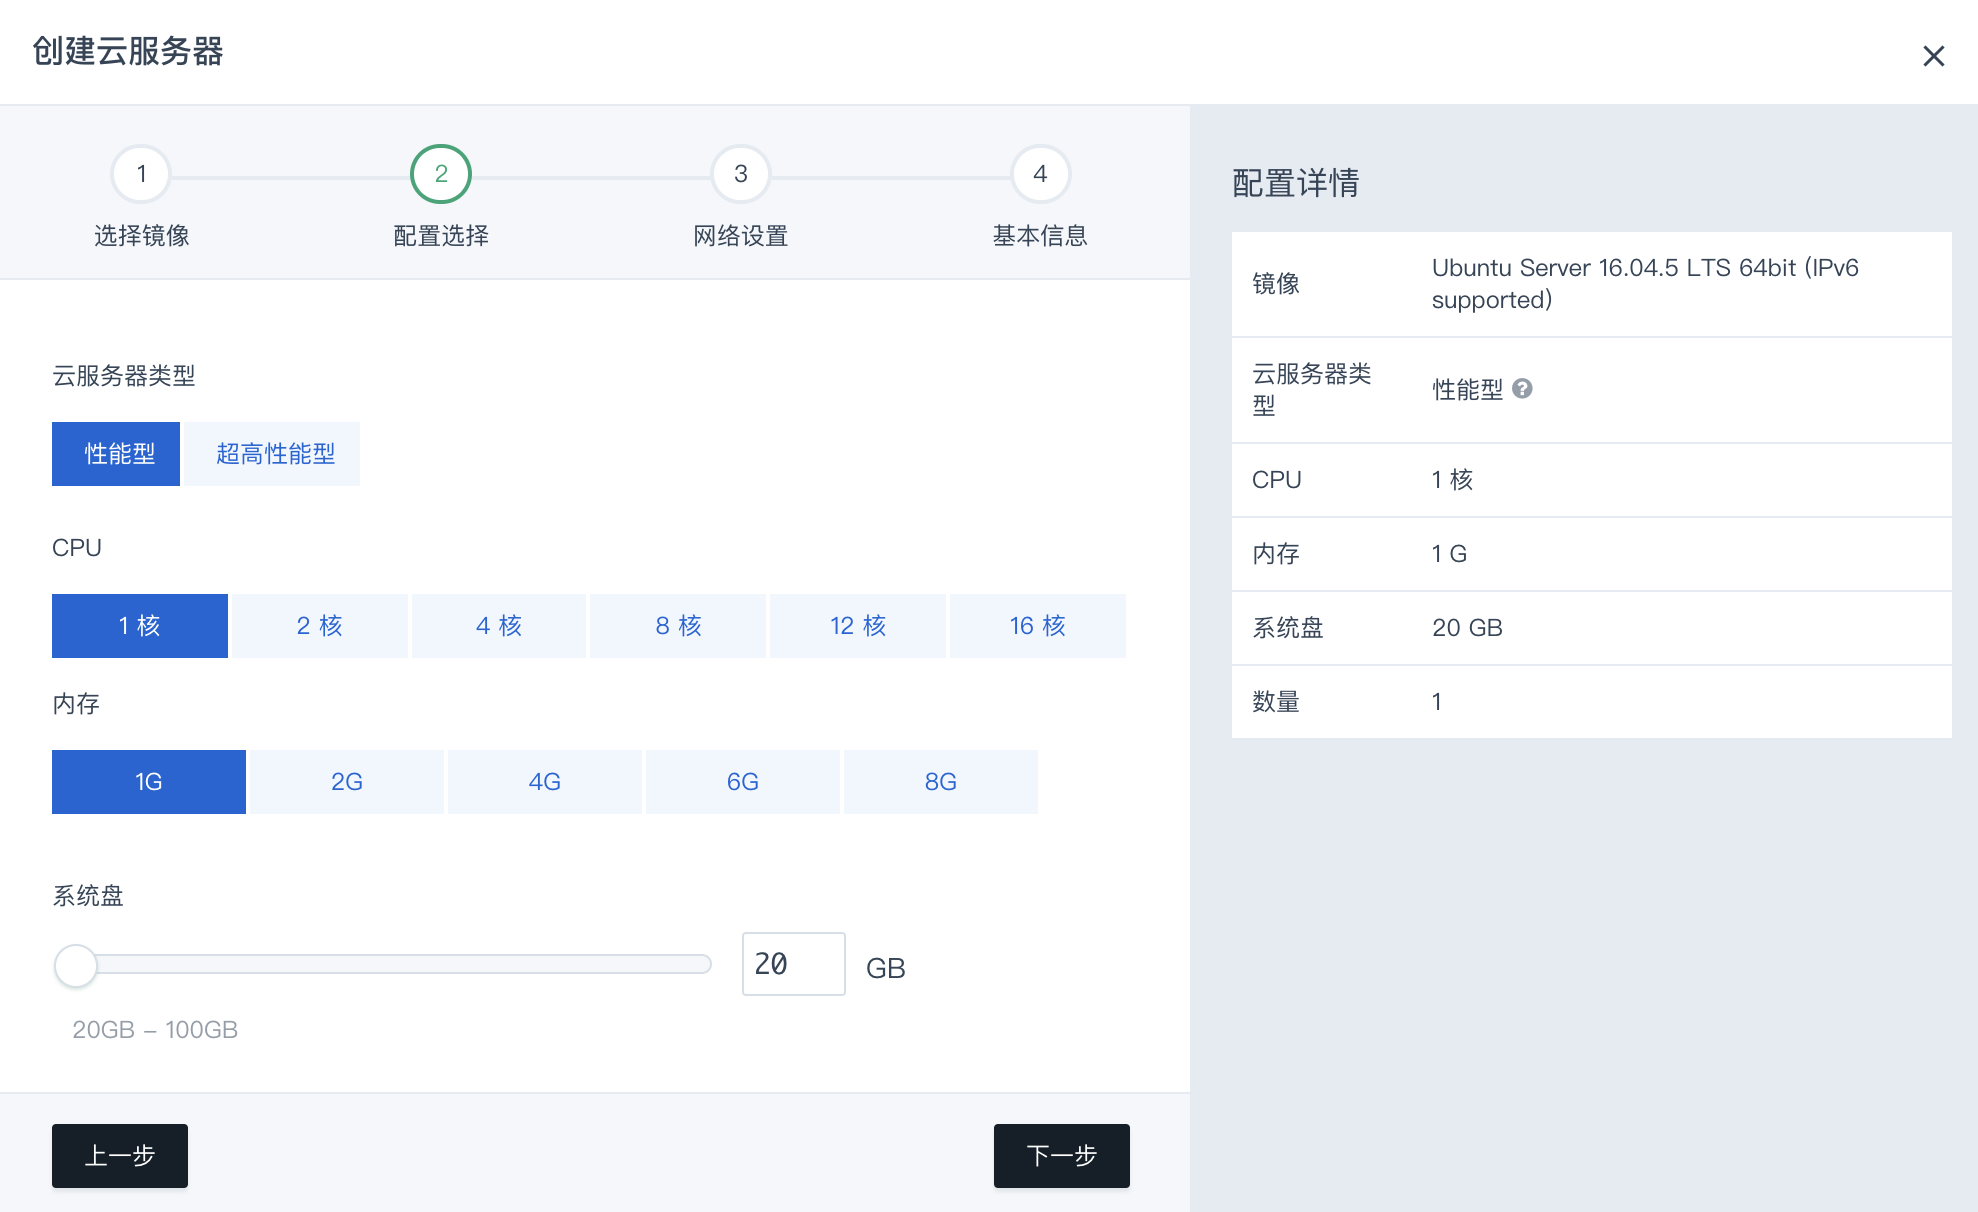 创建云服务器
1
2
3
4
选择镜像
配置选择
网络设置
基本信息
云服务器类型
性能型
超高性能型
CPU
1 核
2 核
4 核
8 核
12 核
16 核
内存
1G
2G
4G
6G
8G
系统盘
20
GB
20GB – 100GB
上一步
下一步
配置详情
镜像
Ubuntu Server 16.04.5 LTS 64bit (IPv6
supported)
云服务器类
型
性能型 ?
CPU
1 核
内存
1 G
系统盘
20 GB
数量
1